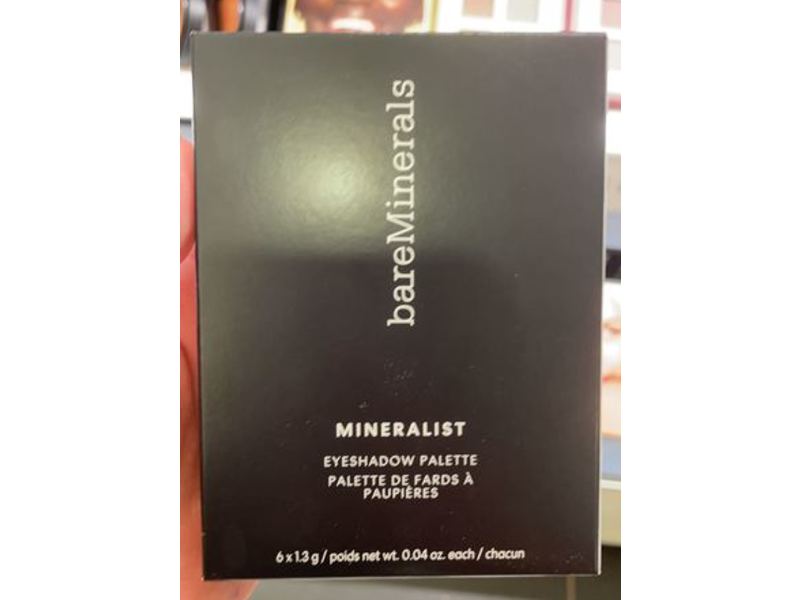 bareMinerals
MINERALIST
EYESHADOW PALETTE
PALETTE DE FARDS À
PAUPIÈRES
6 x 1.3 g / poids net wt. 0.04 oz. each / chacun